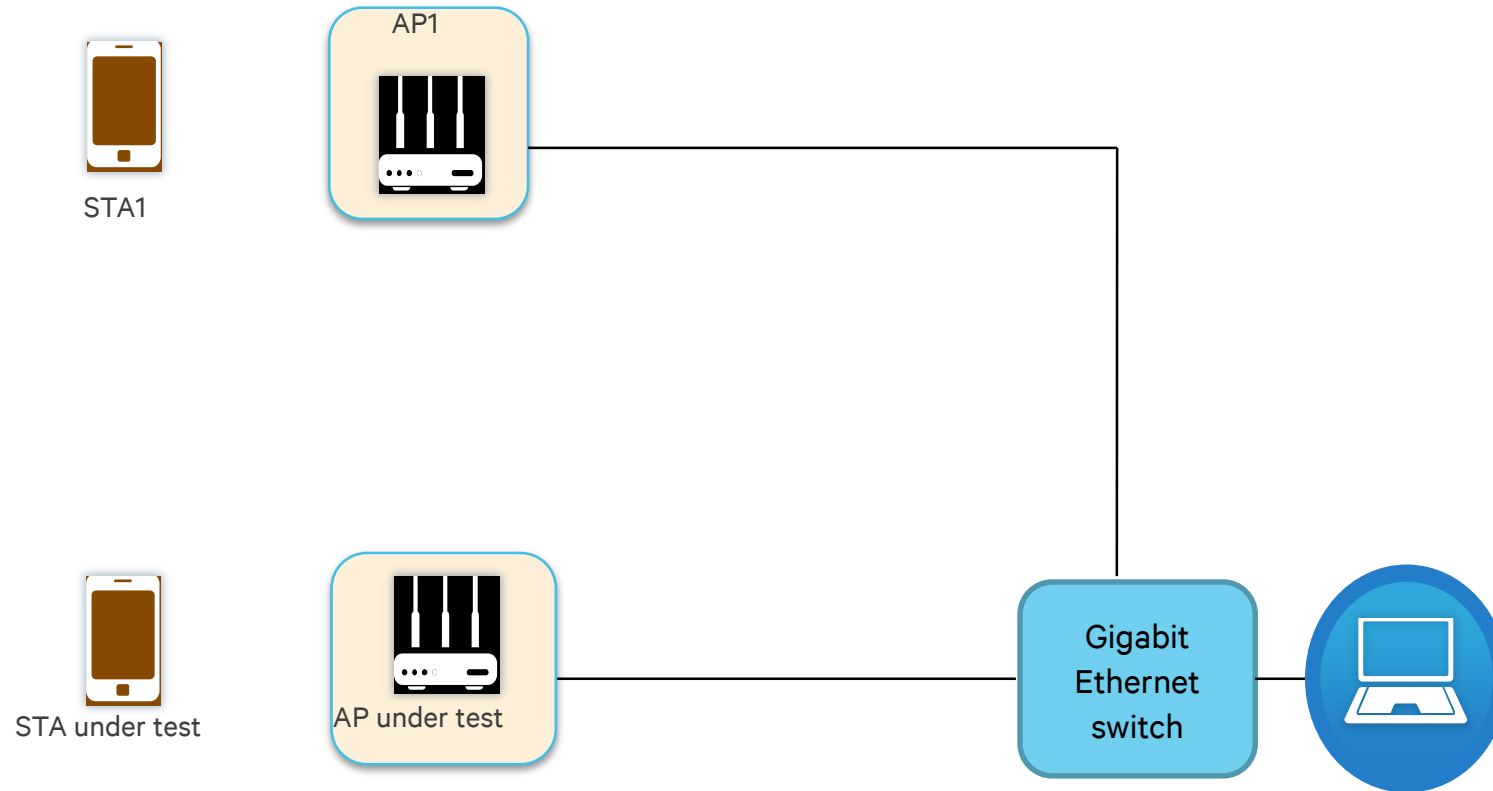 AP1
STA1
STA under test
AP under test
Gigabit
Ethernet
switch